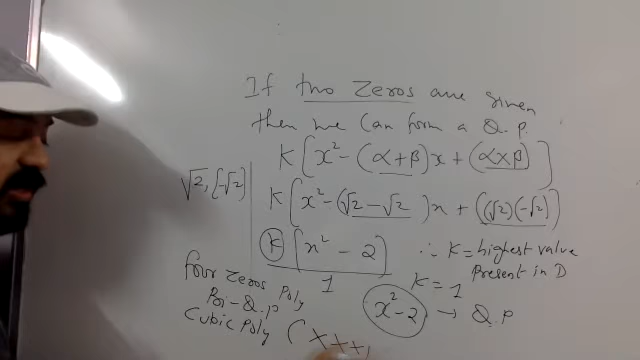 If two Zeros are given
then we can form a Q.P.
K[x² - (α+β)x + (α×β)]
√2, (-√2)
K[x² - (√2 - √2)x + ((√2)(-√2))]
K[x² - 2]
1
∴ K = highest value
Present in D
K = 1
x² - 2 → Q.P
four zeros Poly
Bi-Q.P
Cubic Poly (